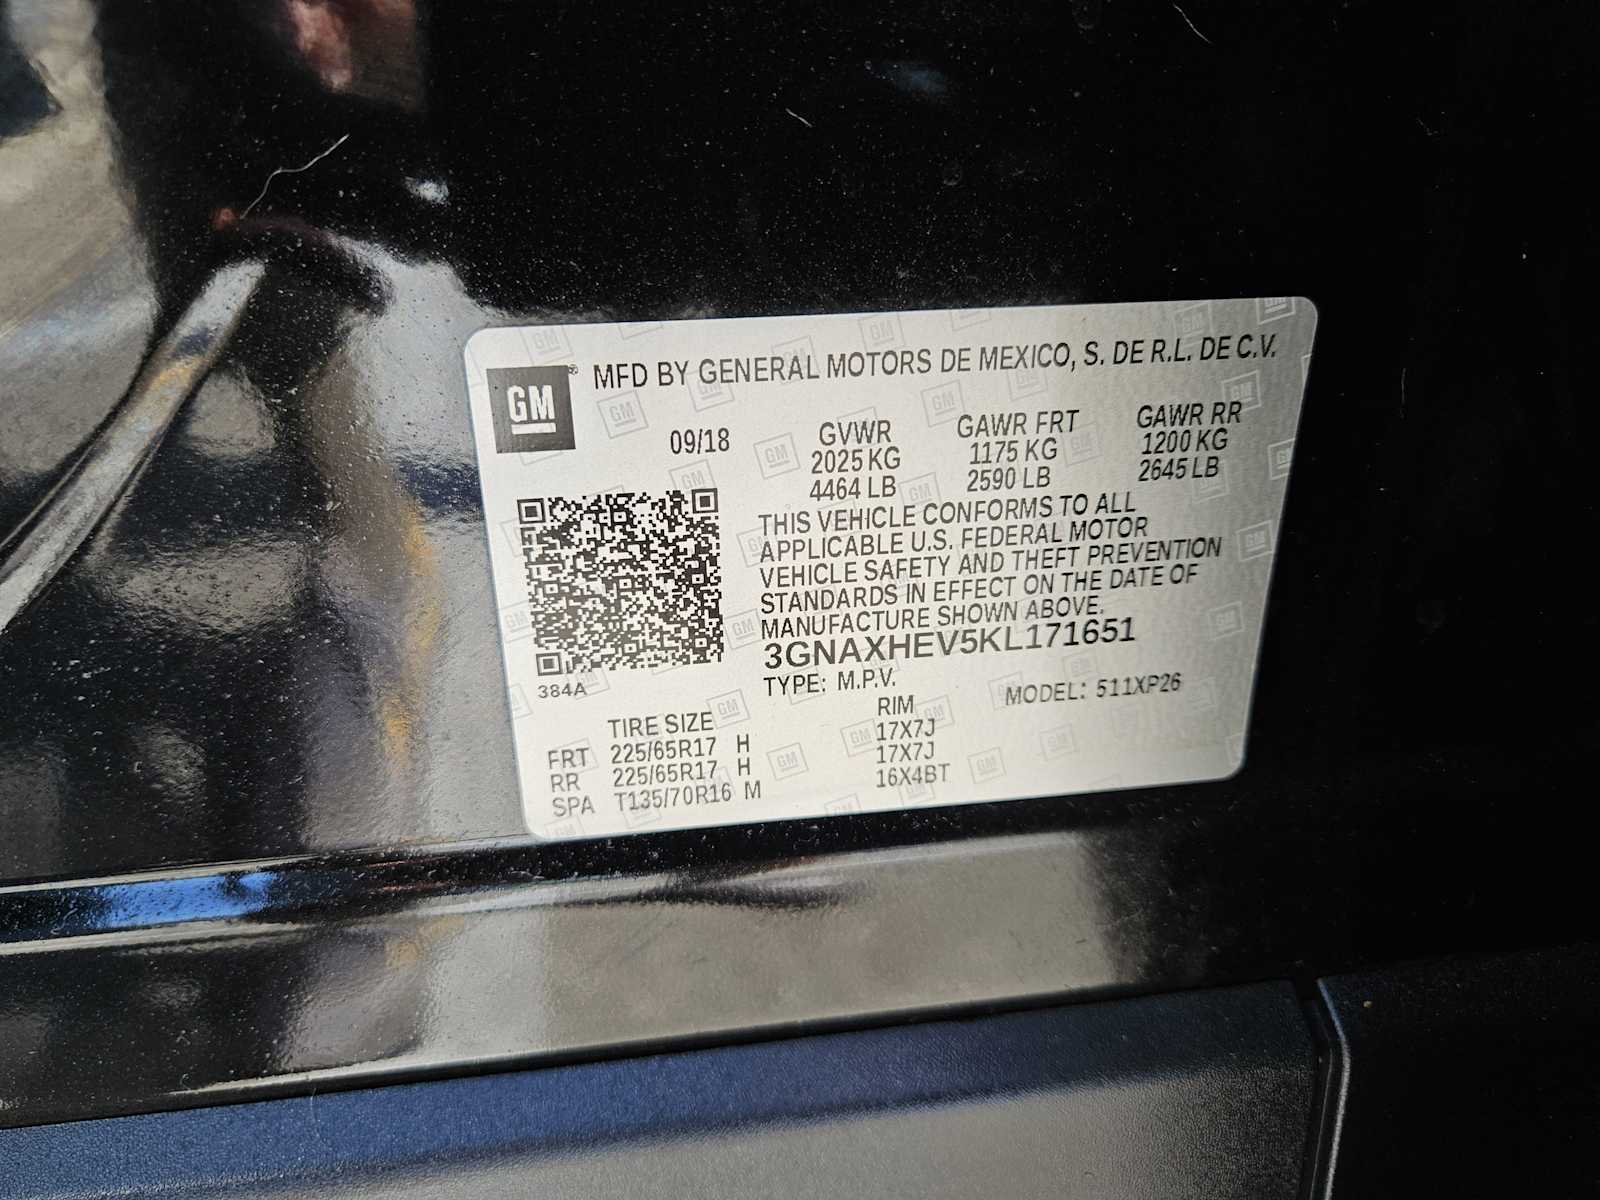 GM ® MFD BY GENERAL MOTORS DE MEXICO, S. DE R.L. DE C.V.
09/18
GVWR GAWR FRT GAWR RR
2025 KG 1175 KG 1200 KG
4464 LB 2590 LB 2645 LB
THIS VEHICLE CONFORMS TO ALL
APPLICABLE U.S. FEDERAL MOTOR
VEHICLE SAFETY AND THEFT PREVENTION
STANDARDS IN EFFECT ON THE DATE OF
MANUFACTURE SHOWN ABOVE.
3GNAXHEV5KL171651
384A
TYPE: M.P.V. MODEL: 511XP26
TIRE SIZE RIM
FRT 225/65R17 H 17X7J
RR 225/65R17 H 17X7J
SPA T135/70R16 M 16X4BT